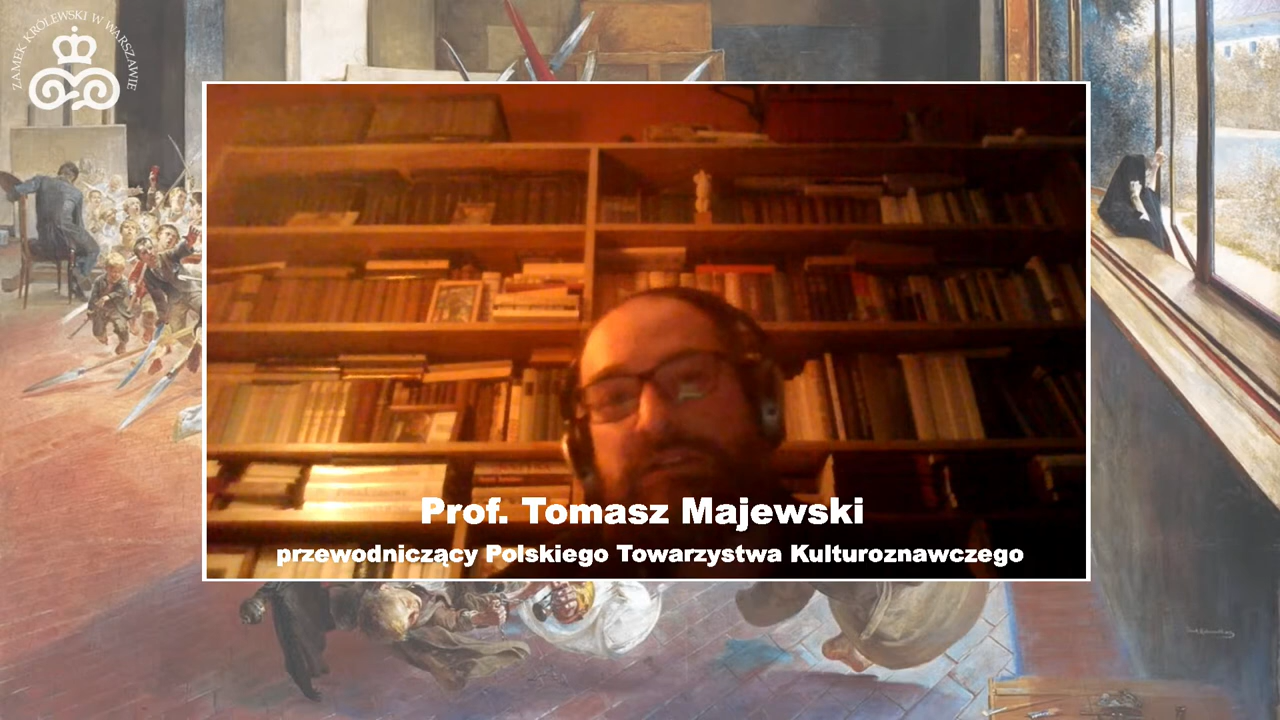 ZAMEK KRÓLEWSKI W WARSZAWIE
Prof. Tomasz Majewski
przewodniczący Polskiego Towarzystwa Kulturoznawczego